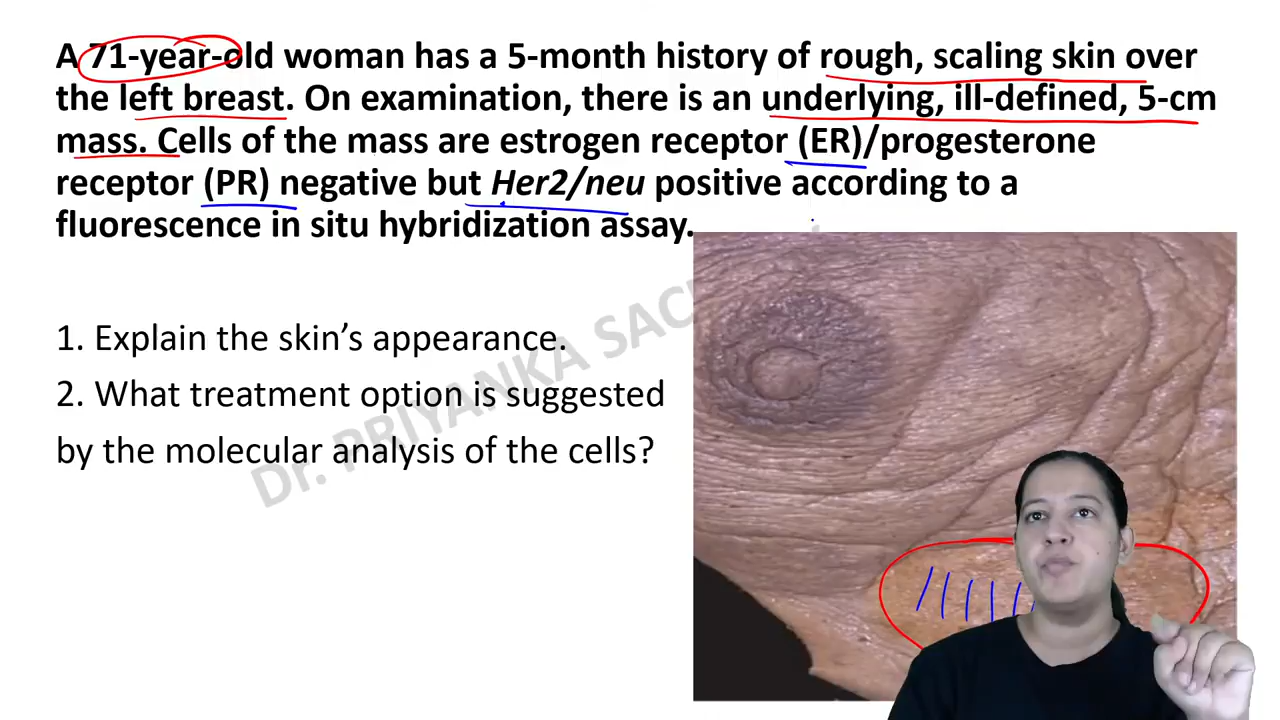 A 71-year-old woman has a 5-month history of rough, scaling skin over
the left breast. On examination, there is an underlying, ill-defined, 5-cm
mass. Cells of the mass are estrogen receptor (ER)/progesterone
receptor (PR) negative but Her2/neu positive according to a
fluorescence in situ hybridization assay.
1. Explain the skin’s appearance.
2. What treatment option is suggested
by the molecular analysis of the cells?
Dr. PRIYANKA SAC